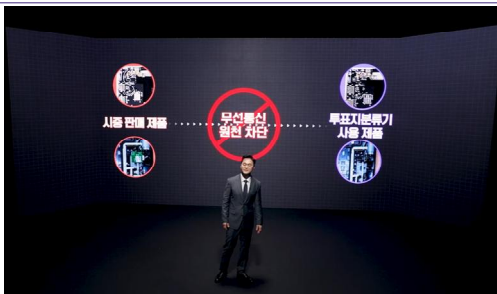 시중 판매 제품
무선통신
원천 차단
투표지분류기
사용 제품